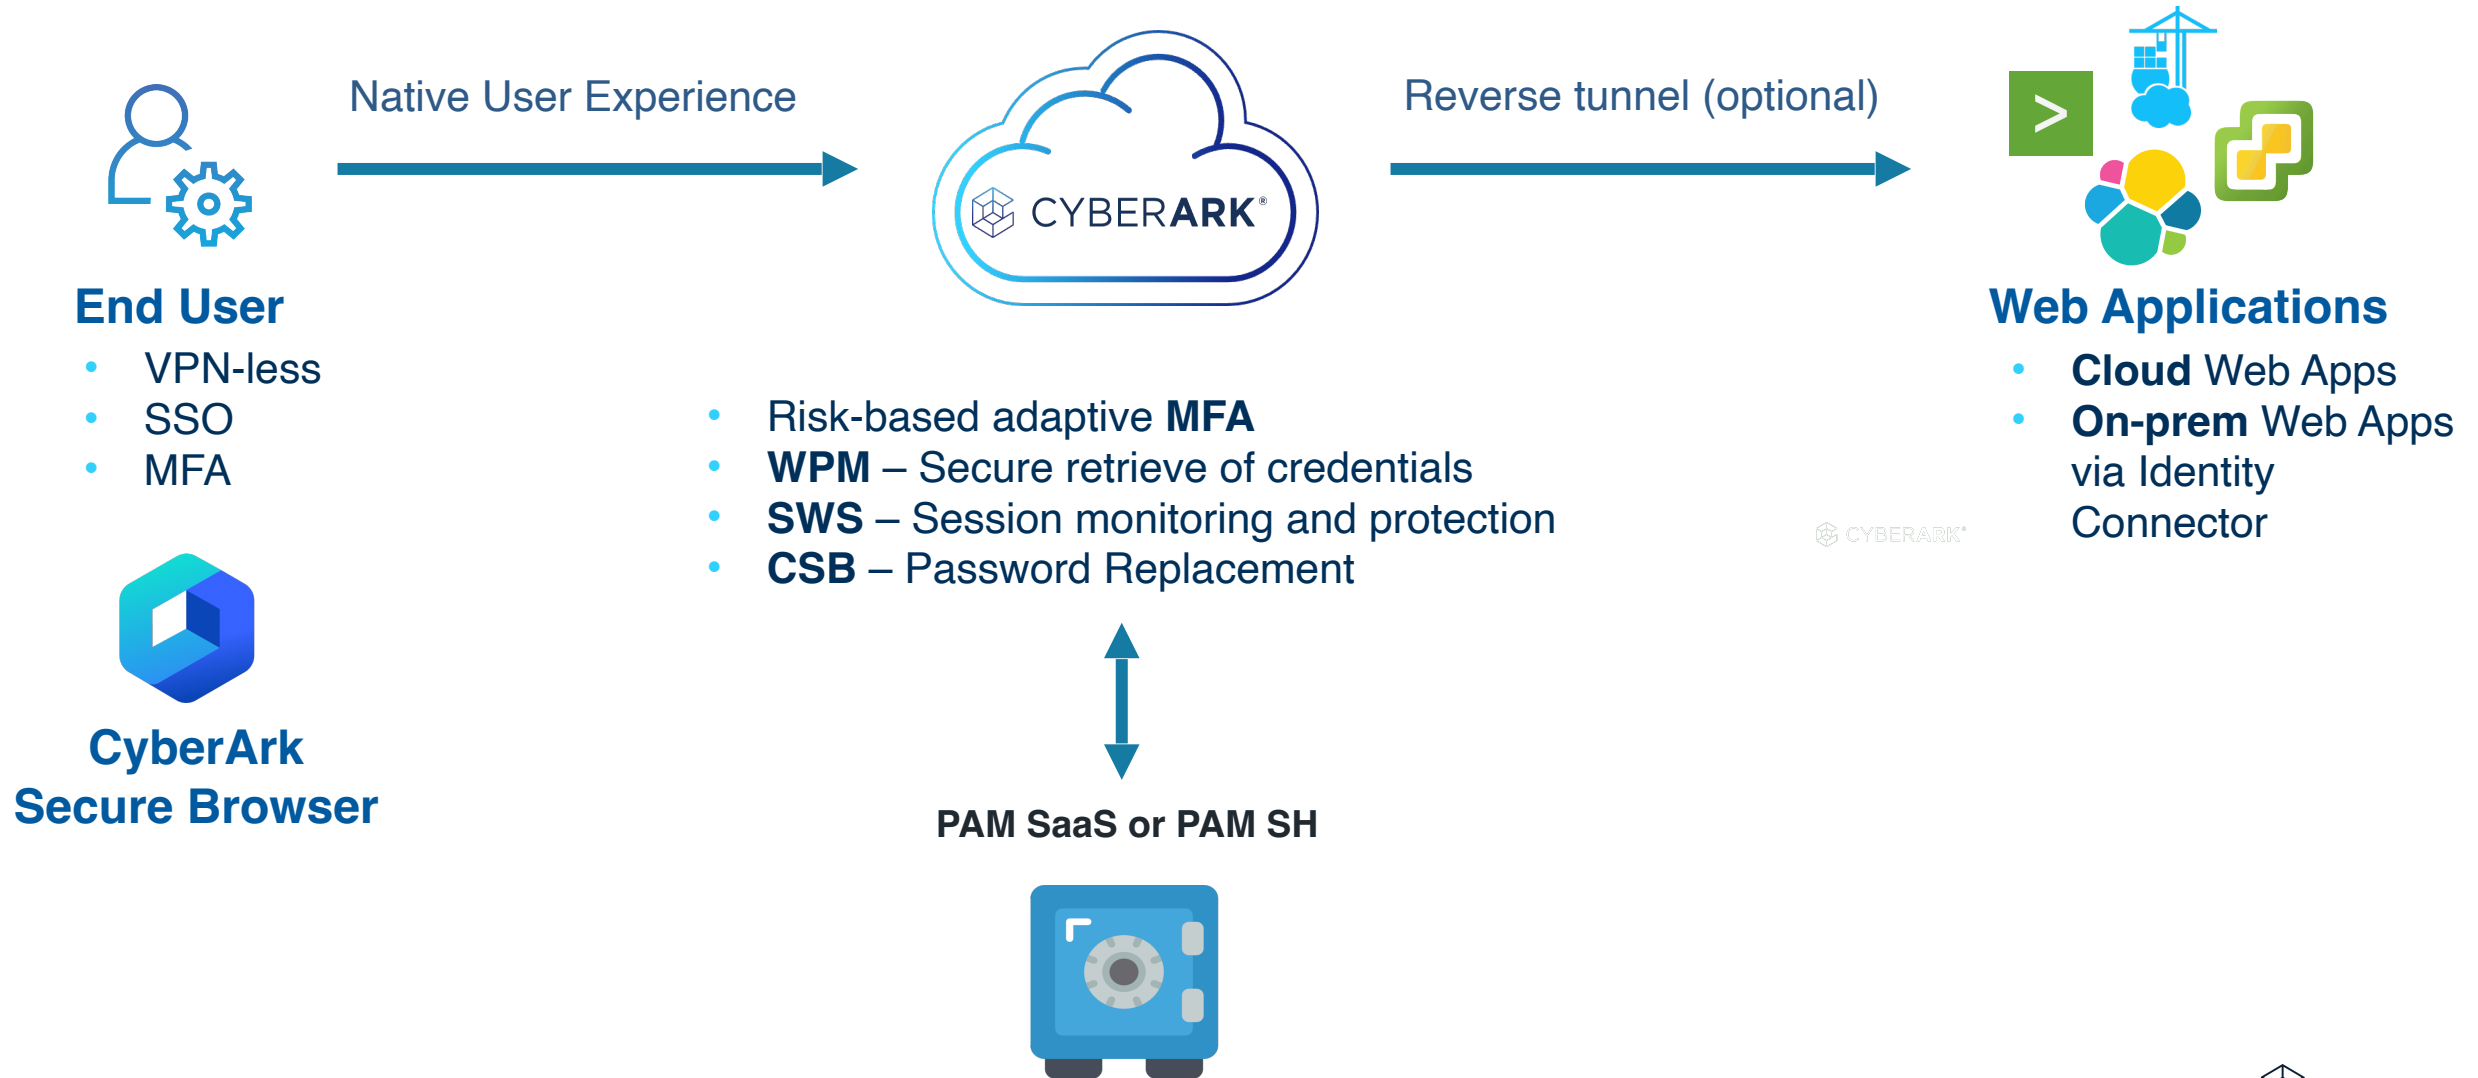 Native User Experience
CYBERARK®
Reverse tunnel (optional)
>
End User
• VPN-less
• SSO
• MFA
CyberArk
Secure Browser
• Risk-based adaptive MFA
• WPM – Secure retrieve of credentials
• SWS – Session monitoring and protection
• CSB – Password Replacement
PAM SaaS or PAM SH
Web Applications
• Cloud Web Apps
• On-prem Web Apps
via Identity
Connector
CYBERARK®